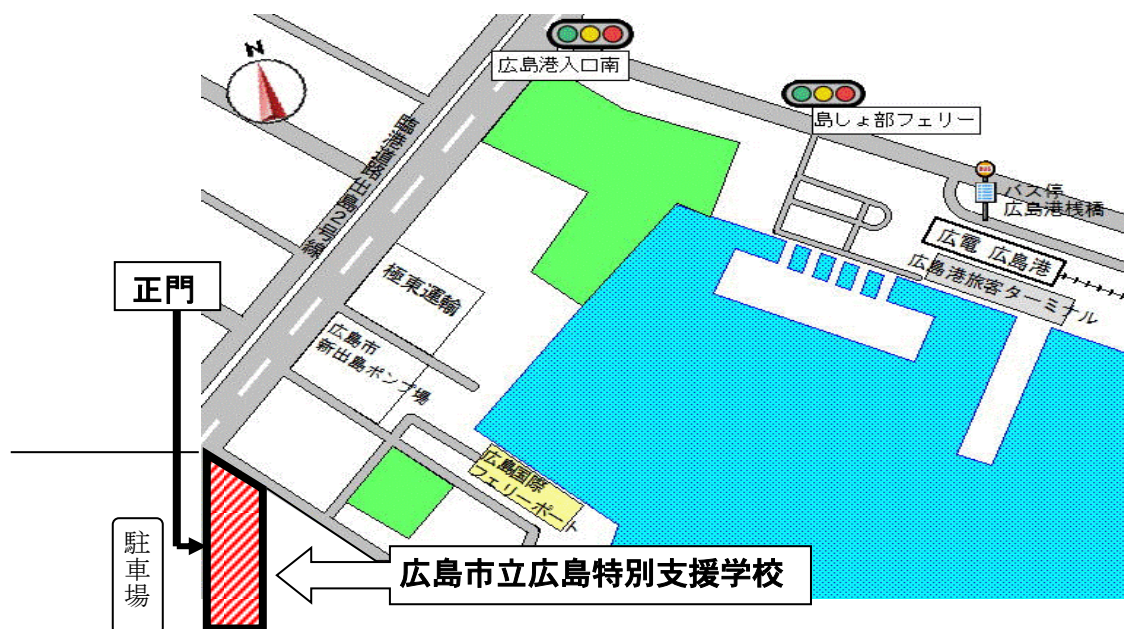 N
広島港入口南
島しょ部フェリー
BUS
バス停
広島港桟橋
臨港道路出島2号線
広電 広島港
広島港旅客ターミナル
極東運輸
正門
広島市
新出島ポンプ場
広島国際
フェリーポート
駐車場
広島市立広島特別支援学校